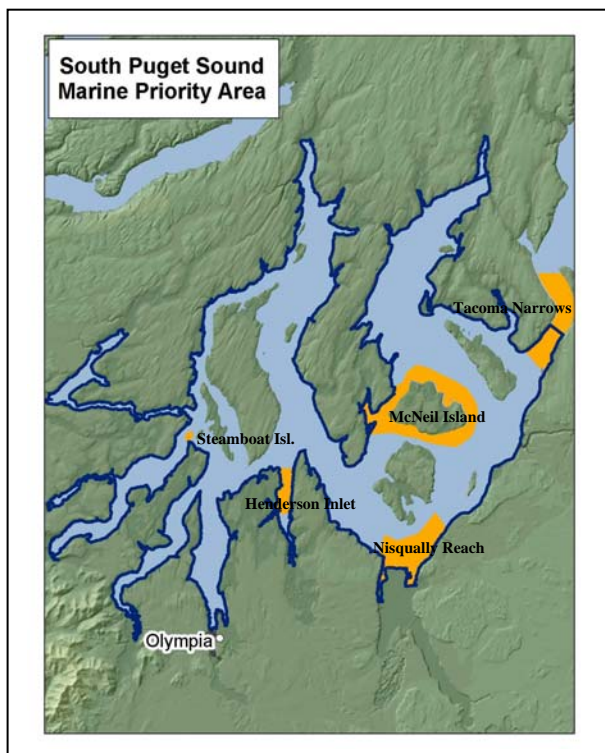 South Puget Sound
Marine Priority Area
Tacoma Narrows
McNeil Island
Steamboat Isl.
Henderson Inlet
Nisqually Reach
Olympia